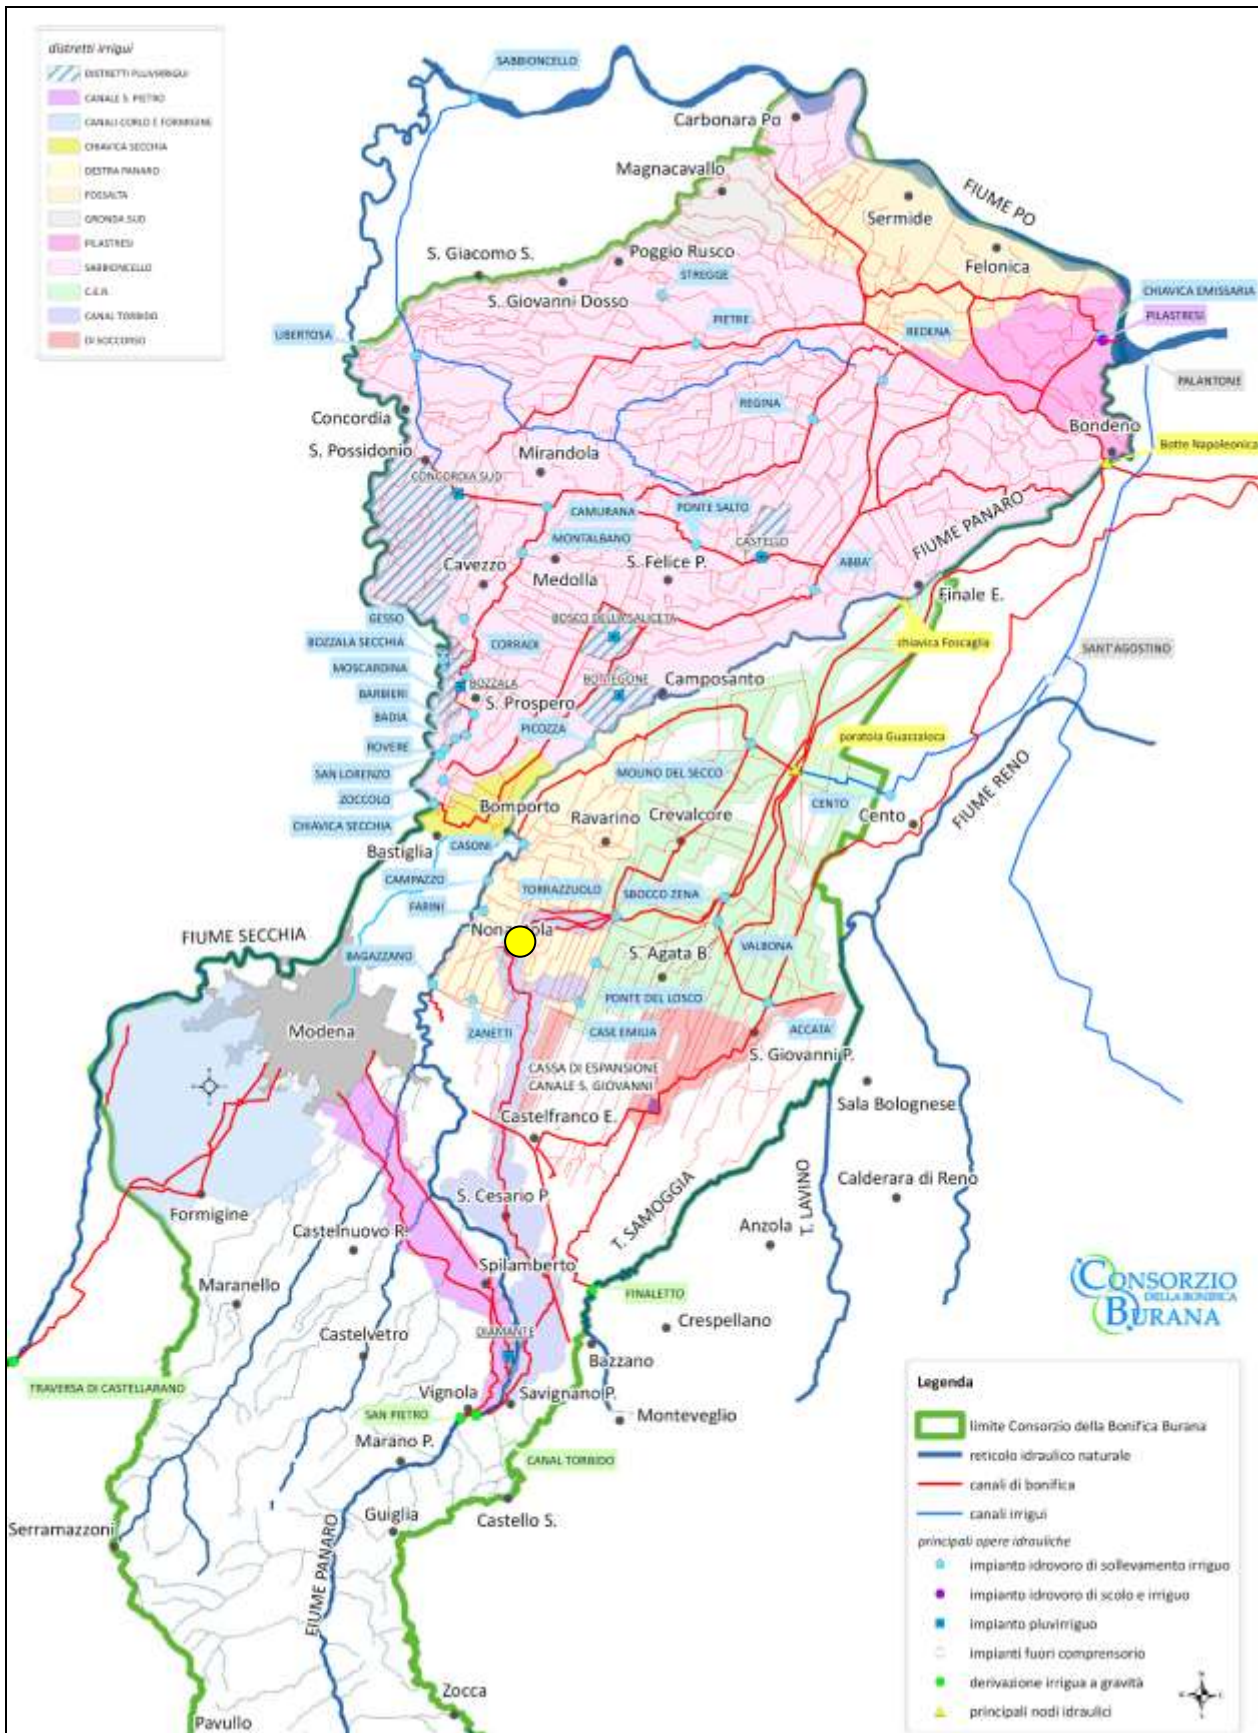 distretti irrigui
DISTRETTI PLUVIRRIGUI
CANALE S. PIETRO
CANALI CORLO E FORMIGINE
CHIAVICA SECCHIA
DESTRA PANARO
FOSSALTA
GRONDA SUD
PILASTRESI
SABBIONCELLO
C.E.R.
CANAL TORBIDO
DI SOCCORSO
SABBIONCELLO
Carbonara Po
Magnacavallo
FIUME PO
Sermide
S. Giacomo S.
Poggio Rusco
Felonica
STREGGE
S. Giovanni Dosso
CHIAVICA EMISSARIA
PILASTRESI
UBERTOSA
PIETRE
REDENA
PALANTONE
Concordia
REGINA
Bondeno
S. Possidonio
Mirandola
Botte Napoleonica
CONCORDIA SUD
CAMURANA
PONTE SALTO
FIUME PANARO
MONTALBANO
CASTELLO
Cavezzo
Medolla
S. Felice P.
ABBA'
Finale E.
GESSO
BOSCO DELLA SALICETA
BOZZALA SECCHIA
CORRADI
chiavica Foscaglia
MOSCARDINA
SANT'AGOSTINO
BOZZALA
BOTTEGONE
Camposanto
BARBIERI
S. Prospero
BADIA
PICOZZA
paratoia Guazzaloca
ROVERE
SAN LORENZO
MOLINO DEL SECCO
FIUME RENO
ZOCCOLO
Bomporto
CENTO
CHIAVICA SECCHIA
Ravarino
Crevalcore
Cento
Bastiglia
CASONI
CAMPAZZO
TORRAZZUOLO
SBOCCO ZENA
FARINI
FIUME SECCHIA
BAGAZZANO
S. Agata B.
VALBONA
PONTE DEL LOSCO
Modena
ZANETTI
CASE EMILIA
ACCATA'
S. Giovanni P.
CASSA DI ESPANSIONE
CANALE S. GIOVANNI
Sala Bolognese
Castelfranco E.
T. SAMOGGIA
T. LAVINO
Calderara di Reno
S. Cesario P.
Formigine
Castelnuovo R.
Anzola
Spilamberto
Maranello
FINALETTO
CONSORZIO
DELLA BONIFICA
BURANA
Castelvetro
DIAMANTE
Crespellano
Bazzano
TRAVERSA DI CASTELLARANO
Vignola
Savignano P.
SAN PIETRO
Monteveglio
Marano P.
CANAL TORBIDO
Guiglia
Castello S.
Serramazzoni
FIUME PANARO
Zocca
Pavullo
Legenda
limite Consorzio della Bonifica Burana
reticolo idraulico naturale
canali di bonifica
canali irrigui
principali opere idrauliche
impianto idrovoro di sollevamento irriguo
impianto idrovoro di scolo e irriguo
impianto pluvirriguo
impianti fuori comprensorio
derivazione irrigua a gravità
principali nodi idraulici